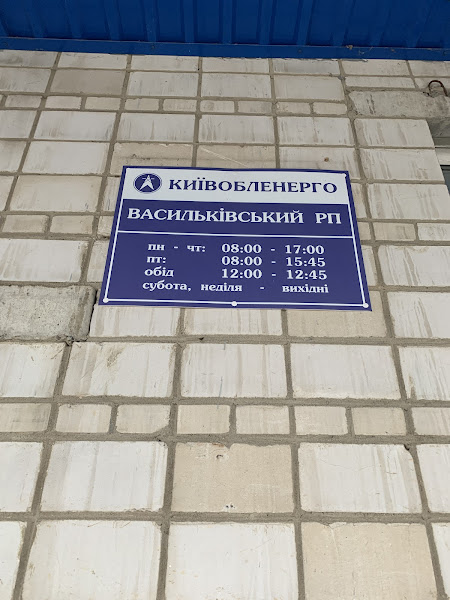 КИЇВОБЛЕНЕРГО
ВАСИЛЬКІВСЬКИЙ РП
пн - чт: 08:00 - 17:00
пт: 08:00 - 15:45
обід 12:00 - 12:45
субота, неділя - вихідні